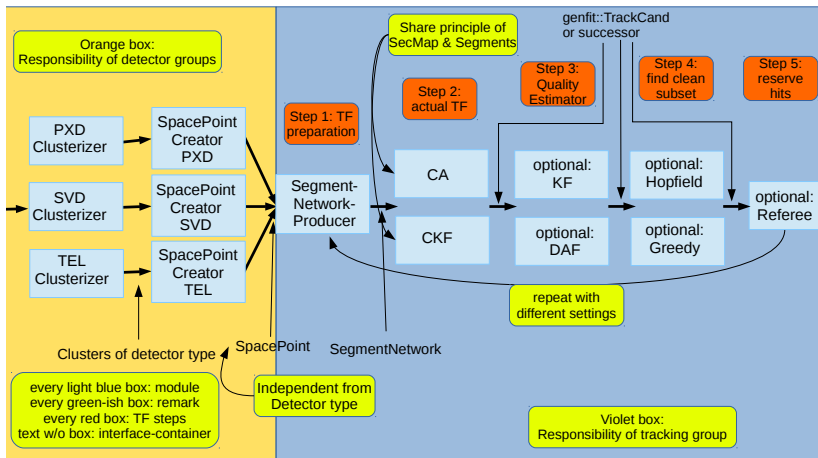 Orange box:
Responsibility of detector groups
Share principle of
SecMap & Segments
genfit::TrackCand
or successor
Step 1: TF
preparation
Step 2:
actual TF
Step 3:
Quality
Estimator
Step 4:
find clean
subset
Step 5:
reserve
hits
PXD
Clusterizer
SpacePoint
Creator
PXD
SVD
Clusterizer
SpacePoint
Creator
SVD
TEL
Clusterizer
SpacePoint
Creator
TEL
Segment-
Network-
Producer
CA
CKF
optional:
KF
optional:
DAF
optional:
Hopfield
optional:
Greedy
optional:
Referee
repeat with
different settings
Clusters of detector type
SpacePoint
SegmentNetwork
Independent from
Detector type
every light blue box: module
every green-ish box: remark
every red box: TF steps
text w/o box: interface-container
Violet box:
Responsibility of tracking group